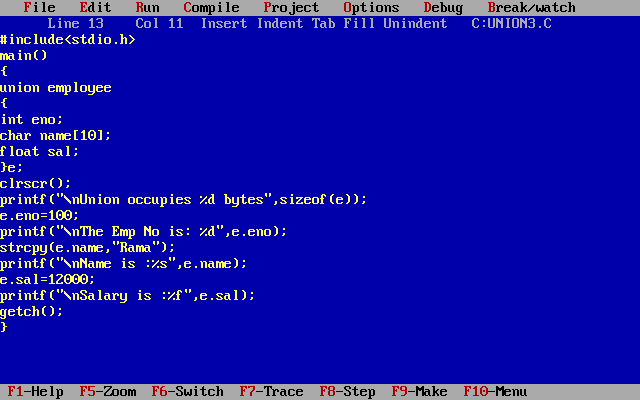 File Edit Run Compile Project Options Debug Break/watch
Line 13 Col 11 Insert Indent Tab Fill Unindent C:UNION3.C
#include<stdio.h>
main()
{
union employee
{
int eno;
char name[10];
float sal;
}e;
clrscr();
printf("\nUnion occupies %d bytes",sizeof(e));
e.eno=100;
printf("\nThe Emp No is: %d",e.eno);
strcpy(e.name,"Rama");
printf("\nName is :%s",e.name);
e.sal=12000;
printf("\nSalary is :%f",e.sal);
getch();
}
F1-Help F5-Zoom F6-Switch F7-Trace F8-Step F9-Make F10-Menu